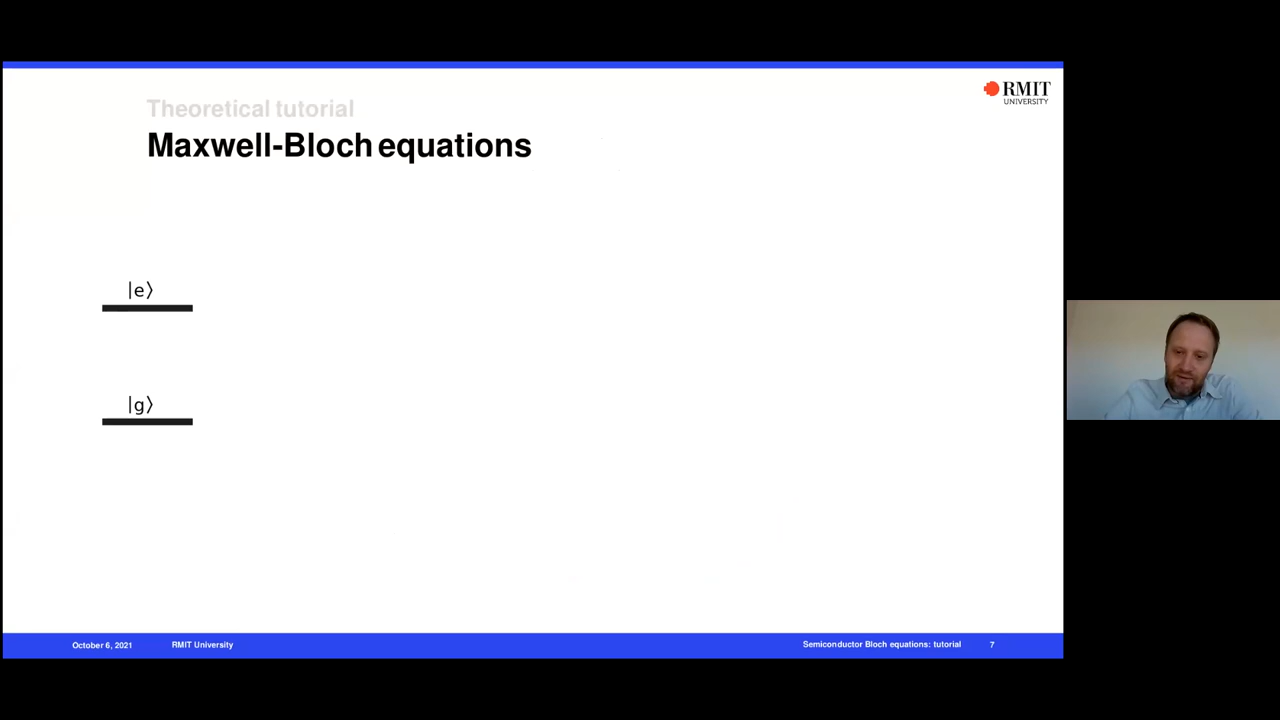 Theoretical tutorial
RMIT
UNIVERSITY
Maxwell-Bloch equations
|e⟩
|g⟩
October 6, 2021 RMIT University Semiconductor Bloch equations: tutorial 7